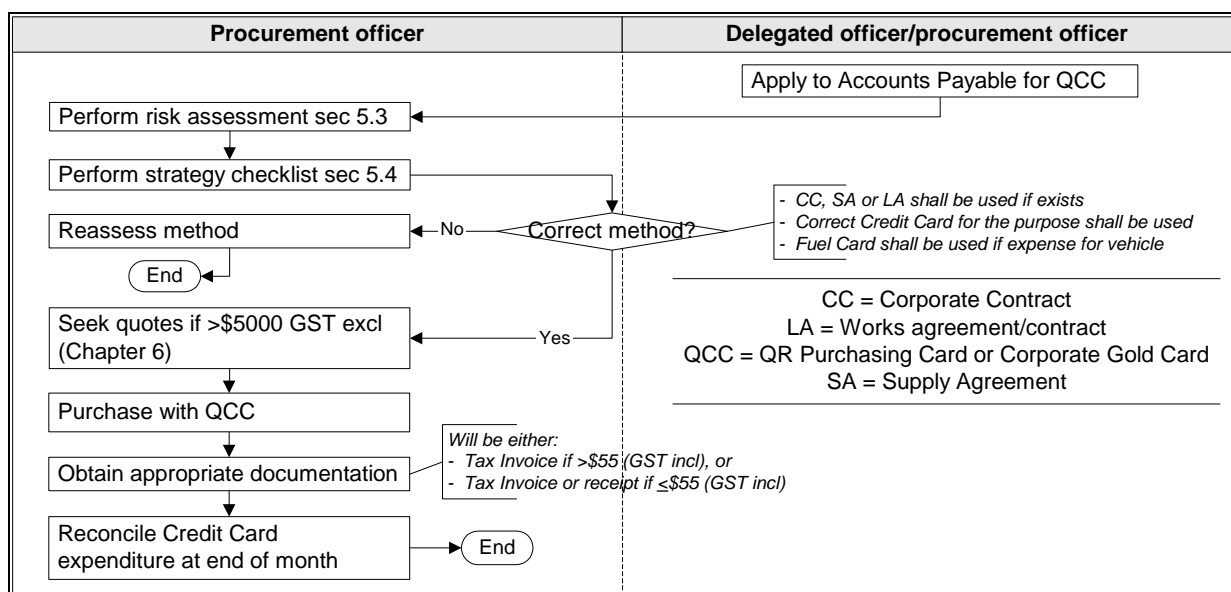 Procurement officer
Delegated officer/procurement officer
Apply to Accounts Payable for QCC
Perform risk assessment sec 5.3
Perform strategy checklist sec 5.4
- CC, SA or LA shall be used if exists
- Correct Credit Card for the purpose shall be used
- Fuel Card shall be used if expense for vehicle
Correct method?
No
Reassess method
End
Yes
Seek quotes if >$5000 GST excl
(Chapter 6)
CC = Corporate Contract
LA = Works agreement/contract
QCC = QR Purchasing Card or Corporate Gold Card
SA = Supply Agreement
Purchase with QCC
Obtain appropriate documentation
Will be either:
- Tax Invoice if >$55 (GST incl), or
- Tax Invoice or receipt if <$55 (GST incl)
Reconcile Credit Card
expenditure at end of month
End